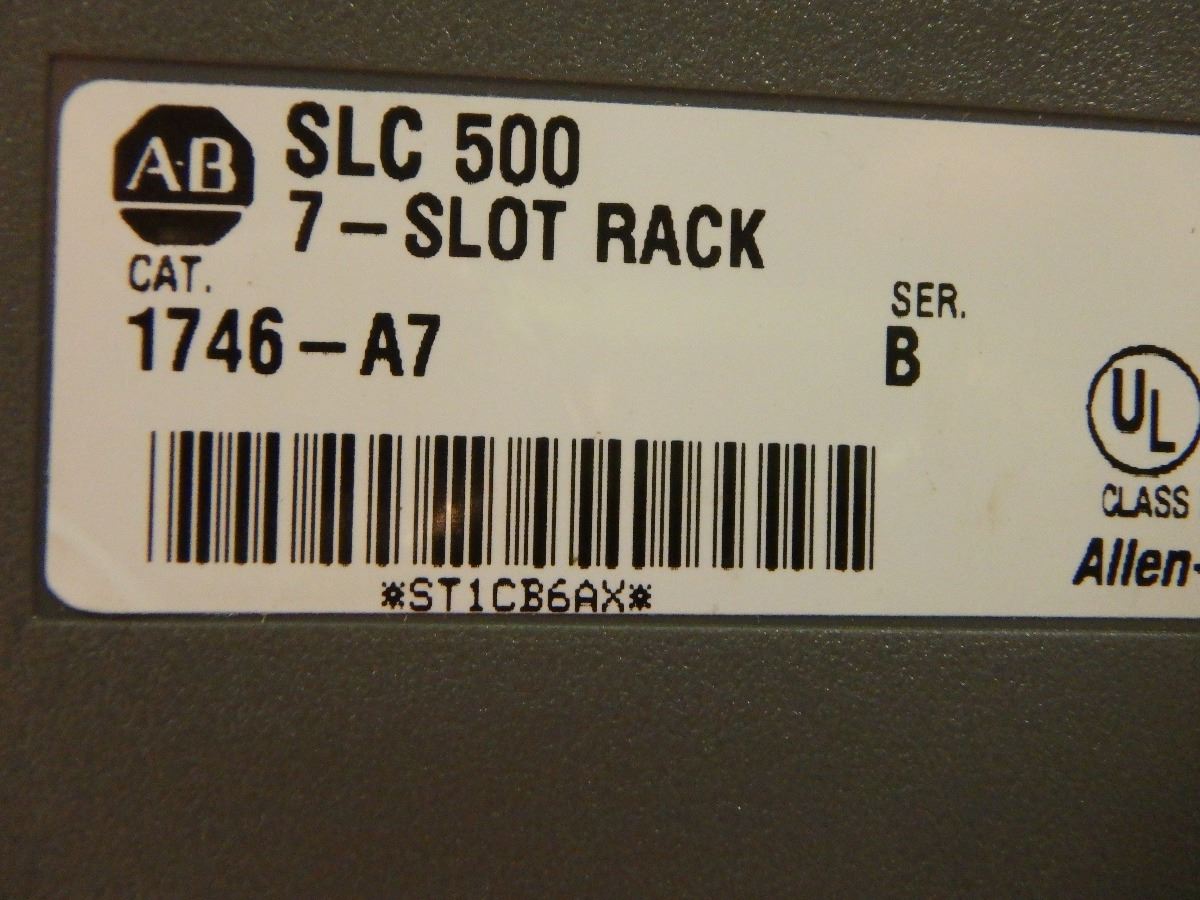 A-B
SLC 500
7-SLOT RACK
CAT.
1746-A7
SER.
B
UL
CLASS
Allen-
*ST1CB6AX*